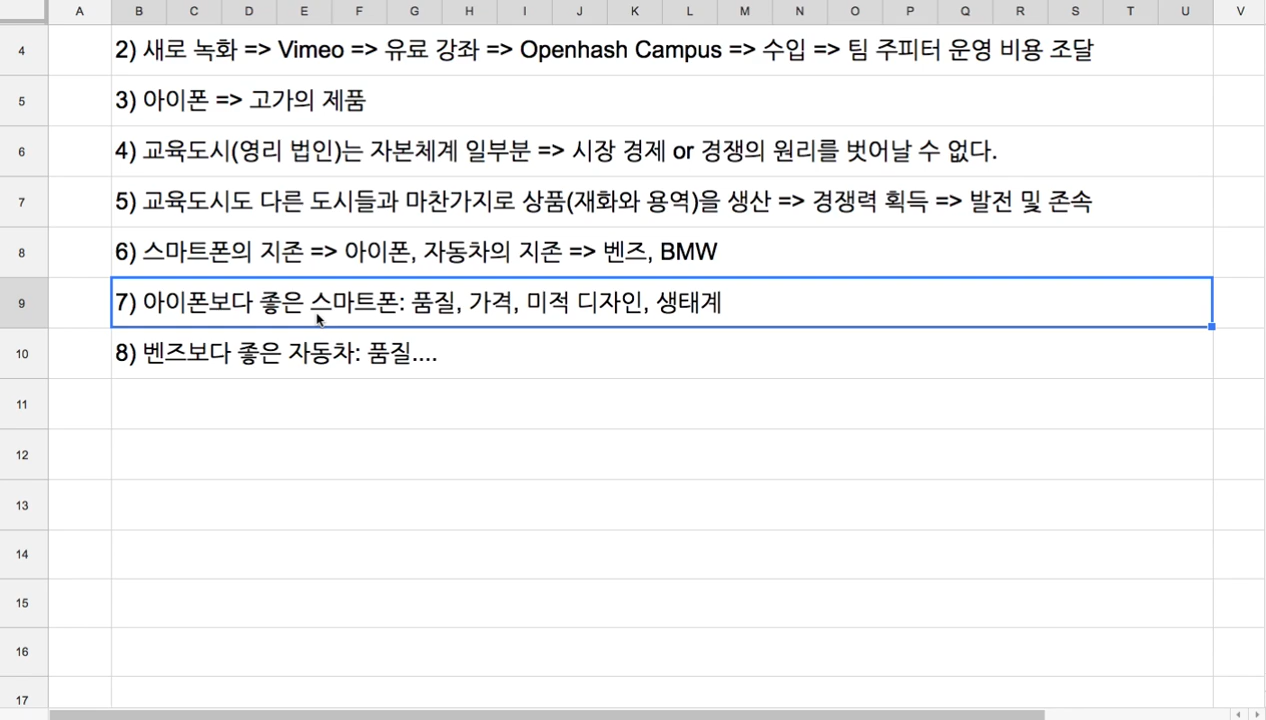 A B C D E F G H I J K L M N O P Q R S T U V
4 2) 새로 녹화 => Vimeo => 유료 강좌 => Openhash Campus => 수입 => 팀 주피터 운영 비용 조달
5 3) 아이폰 => 고가의 제품
6 4) 교육도시(영리 법인)는 자본체계 일부분 => 시장 경제 or 경쟁의 원리를 벗어날 수 없다.
7 5) 교육도시도 다른 도시들과 마찬가지로 상품(재화와 용역)을 생산 => 경쟁력 획득 => 발전 및 존속
8 6) 스마트폰의 지존 => 아이폰, 자동차의 지존 => 벤즈, BMW
9 7) 아이폰보다 좋은 스마트폰: 품질, 가격, 미적 디자인, 생태계
10 8) 벤즈보다 좋은 자동차: 품질....
11
12
13
14
15
16
17